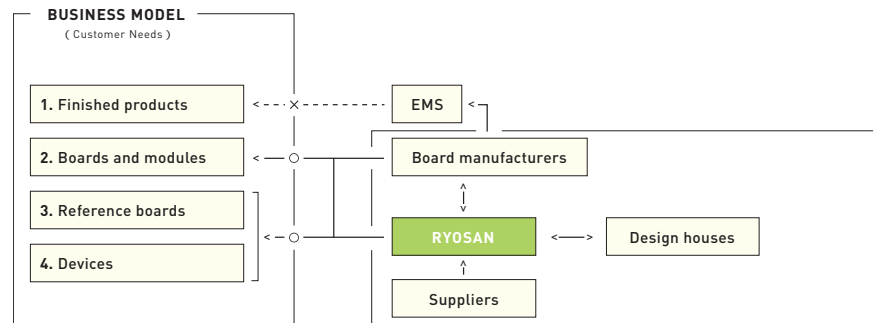 BUSINESS MODEL
( Customer Needs )
1. Finished products
EMS
2. Boards and modules
Board manufacturers
3. Reference boards
RYOSAN
Design houses
4. Devices
Suppliers